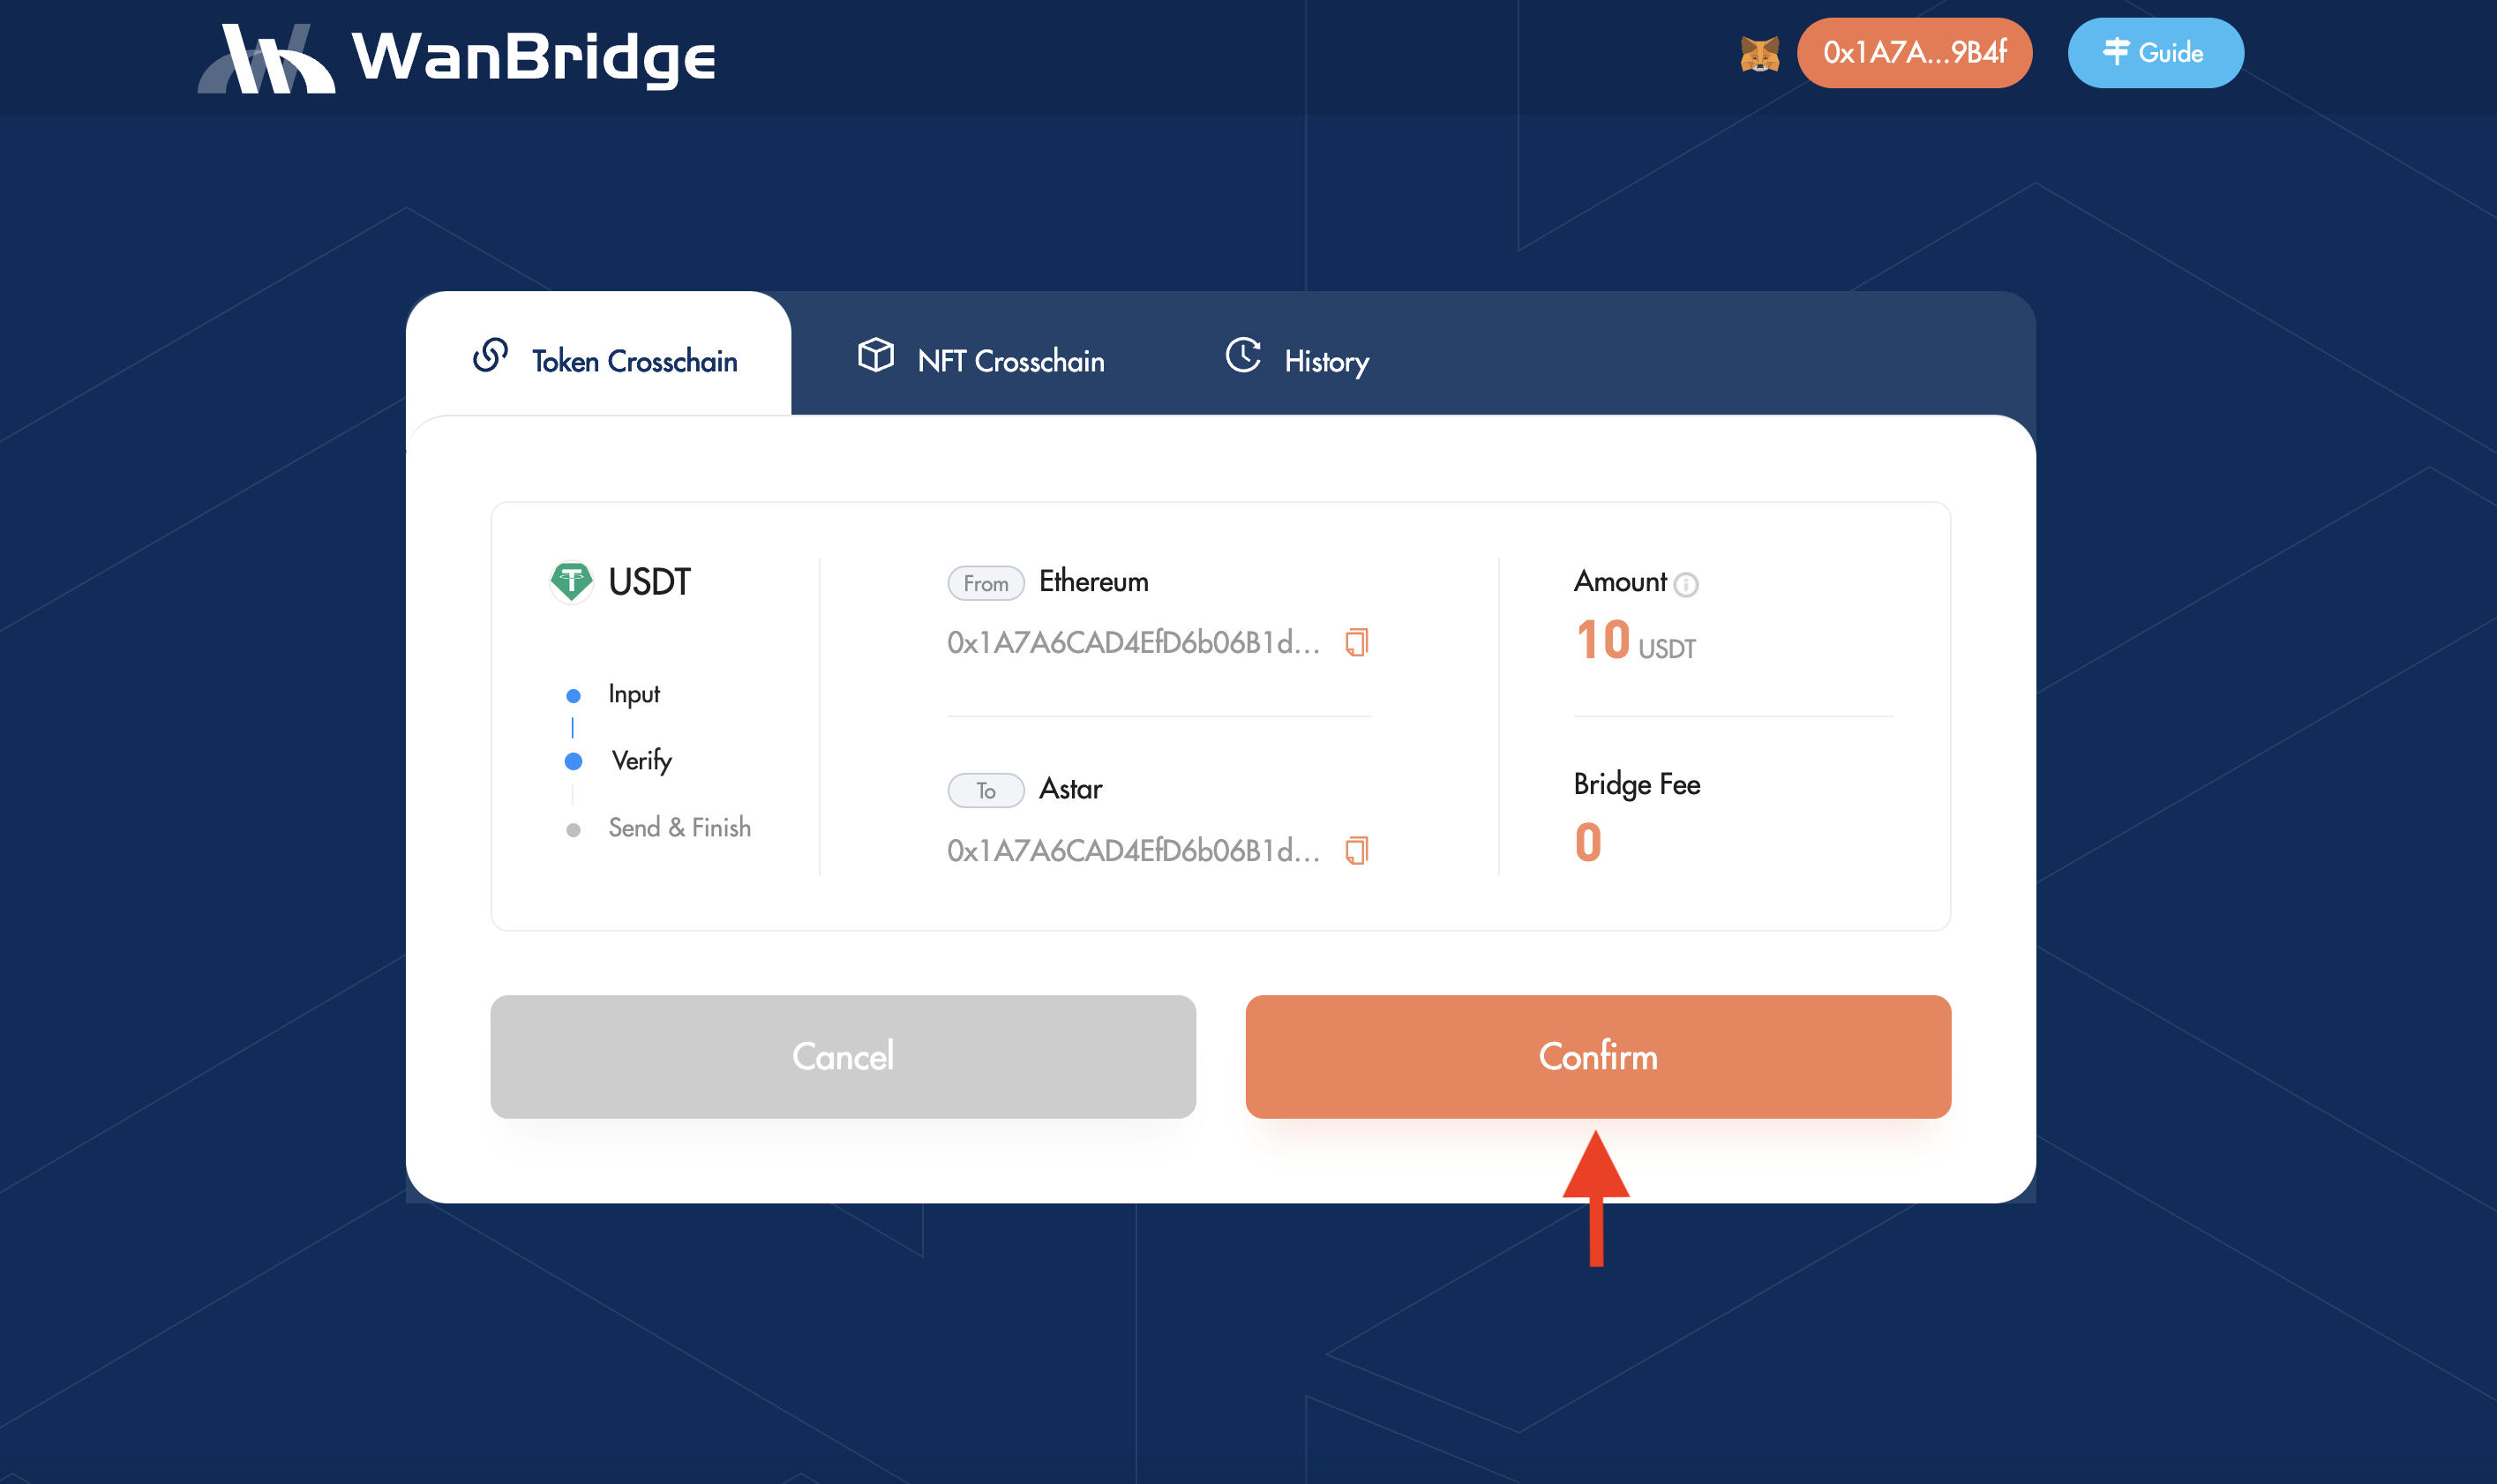 WanBridge
0x1A7A...9B4f
Guide
Token Crosschain
NFT Crosschain
History
USDT
Input
Verify
Send & Finish
From Ethereum
0x1A7A6CAD4EfD6b06B1d...
To Astar
0x1A7A6CAD4EfD6b06B1d...
Amount
10 USDT
Bridge Fee
0
Cancel
Confirm